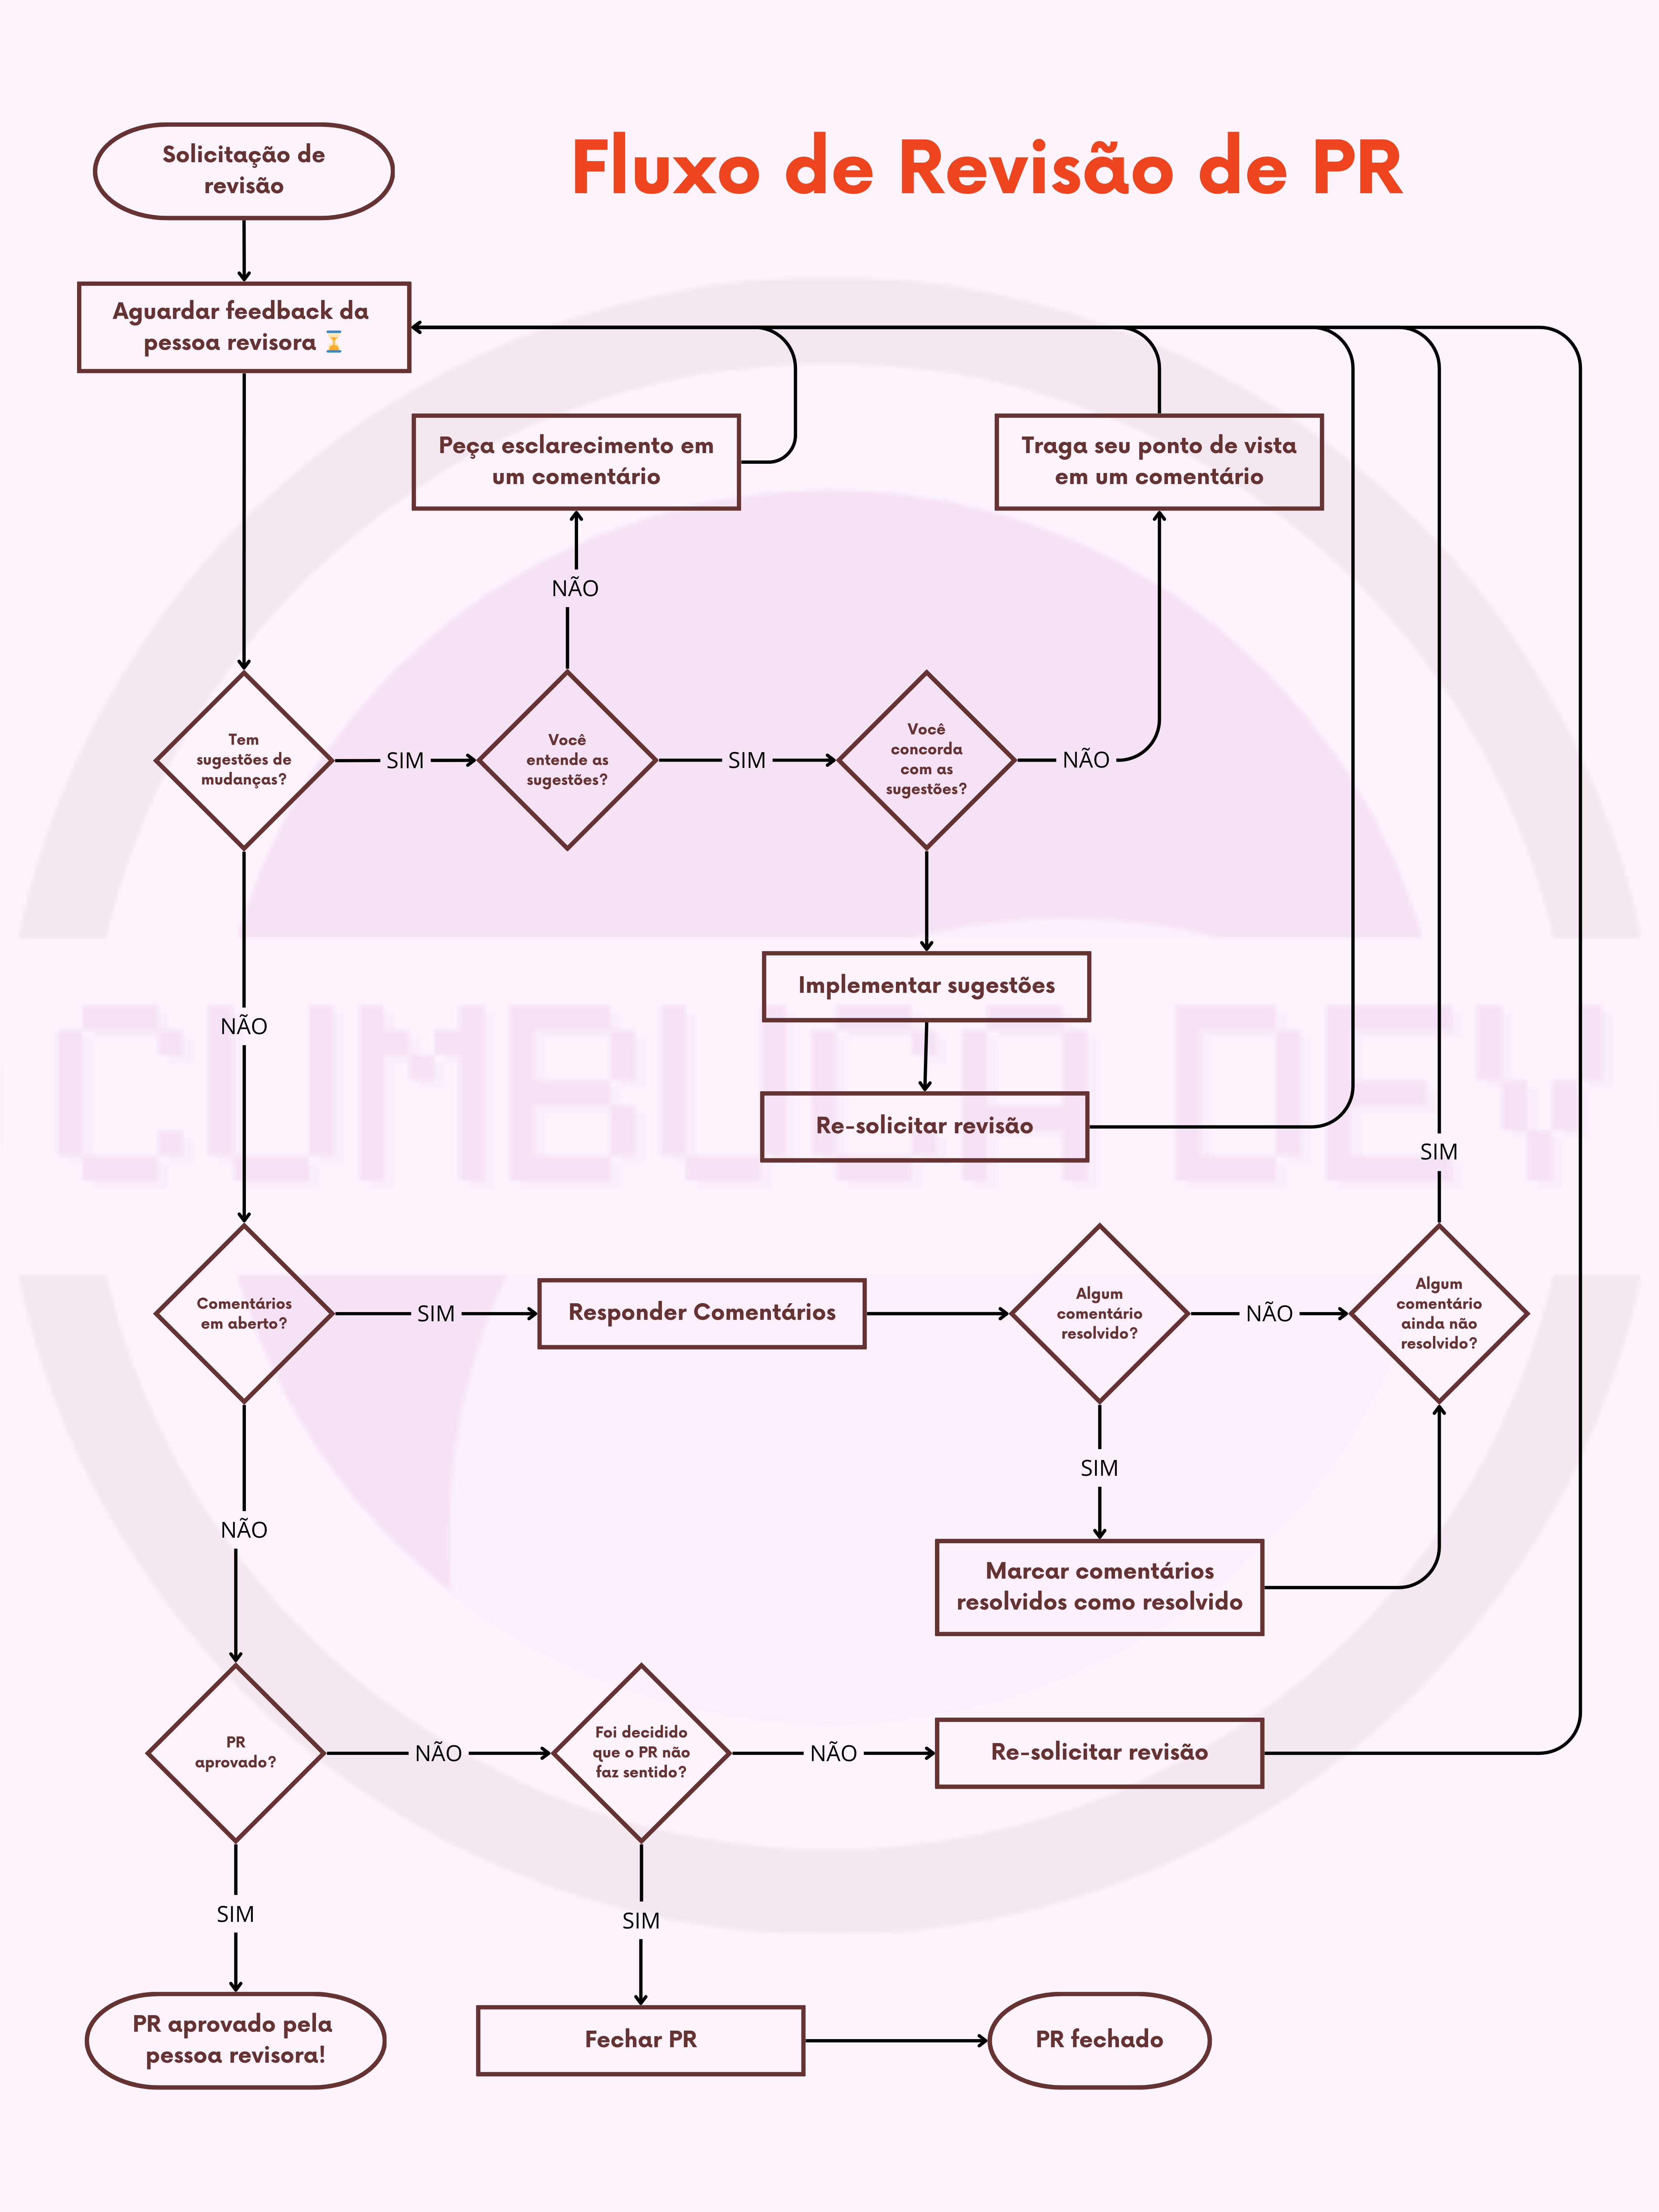 Fluxo de Revisão de PR
Solicitação de
revisão
Aguardar feedback da
pessoa revisora ⏳
Peça esclarecimento em
um comentário
Traga seu ponto de vista
em um comentário
NÃO
Tem
sugestões de
mudanças?
SIM
Você
entende as
sugestões?
SIM
Você
concorda
com as
sugestões?
NÃO
Implementar sugestões
NÃO
CUMBUCA DEV
Re-solicitar revisão
SIM
Comentários
em aberto?
SIM
Responder Comentários
Algum
comentário
resolvido?
NÃO
Algum
comentário
ainda não
resolvido?
SIM
NÃO
Marcar comentários
resolvidos como resolvido
PR
aprovado?
NÃO
Foi decidido
que o PR não
faz sentido?
NÃO
Re-solicitar revisão
SIM
SIM
PR aprovado pela
pessoa revisora!
Fechar PR
PR fechado